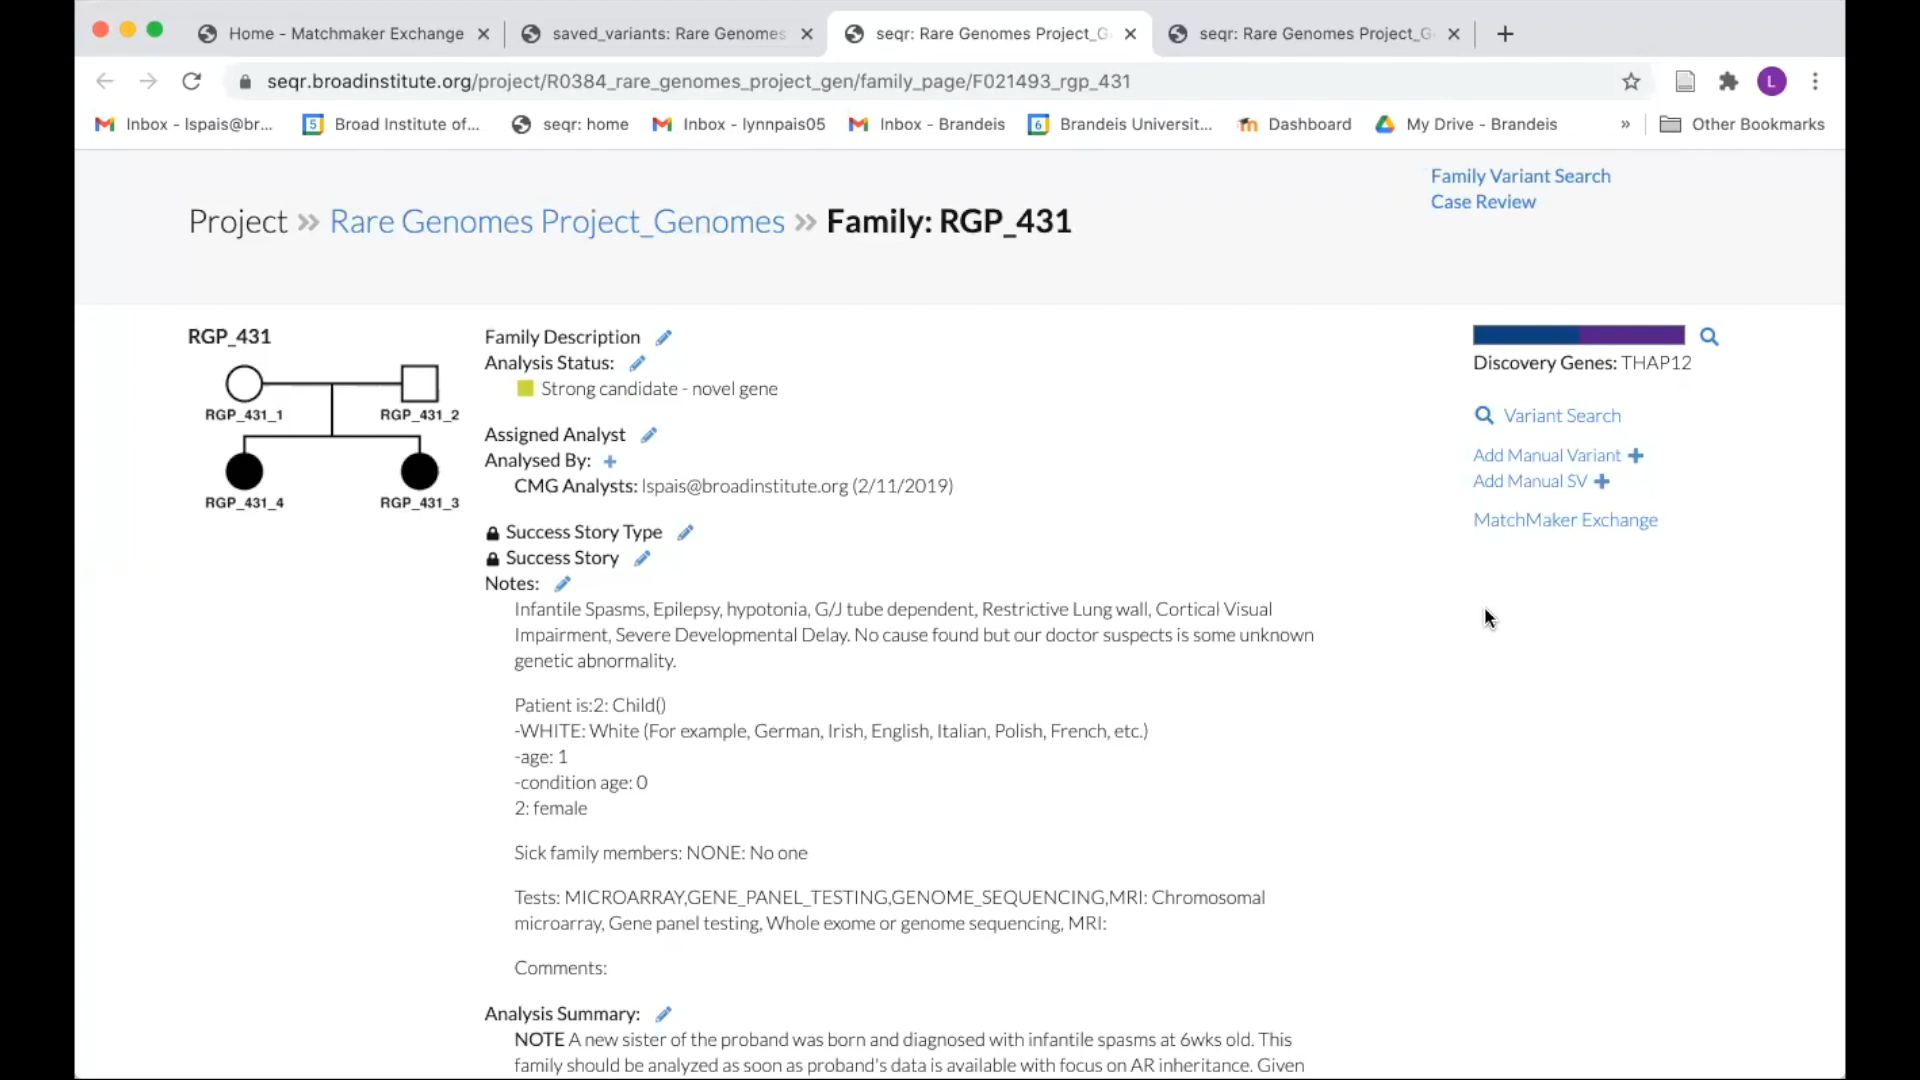 Home - Matchmaker Exchange
saved_variants: Rare Genomes
seqr: Rare Genomes Project_G
seqr: Rare Genomes Project_G
seqr.broadinstitute.org/project/R0384_rare_genomes_project_gen/family_page/F021493_rgp_431
L
Inbox - lspais@br...
5
Broad Institute of...
seqr: home
Inbox - lynnpais05
Inbox - Brandeis
6
Brandeis Universit...
Dashboard
My Drive - Brandeis
»
Other Bookmarks
Family Variant Search
Case Review
Project » Rare Genomes Project_Genomes » Family: RGP_431
RGP_431
RGP_431_1
RGP_431_2
RGP_431_4
RGP_431_3
Family Description
Analysis Status:
Strong candidate - novel gene
Assigned Analyst
Analysed By: +
CMG Analysts: lspais@broadinstitute.org (2/11/2019)
Success Story Type
Success Story
Notes:
Infantile Spasms, Epilepsy, hypotonia, G/J tube dependent, Restrictive Lung wall, Cortical Visual
Impairment, Severe Developmental Delay. No cause found but our doctor suspects is some unknown
genetic abnormality.
Patient is:2: Child()
-WHITE: White (For example, German, Irish, English, Italian, Polish, French, etc.)
-age: 1
-condition age: 0
2: female
Sick family members: NONE: No one
Tests: MICROARRAY,GENE_PANEL_TESTING,GENOME_SEQUENCING,MRI: Chromosomal
microarray, Gene panel testing, Whole exome or genome sequencing, MRI:
Comments:
Analysis Summary:
NOTE A new sister of the proband was born and diagnosed with infantile spasms at 6wks old. This
family should be analyzed as soon as proband's data is available with focus on AR inheritance. Given
Discovery Genes: THAP12
Variant Search
Add Manual Variant +
Add Manual SV +
MatchMaker Exchange